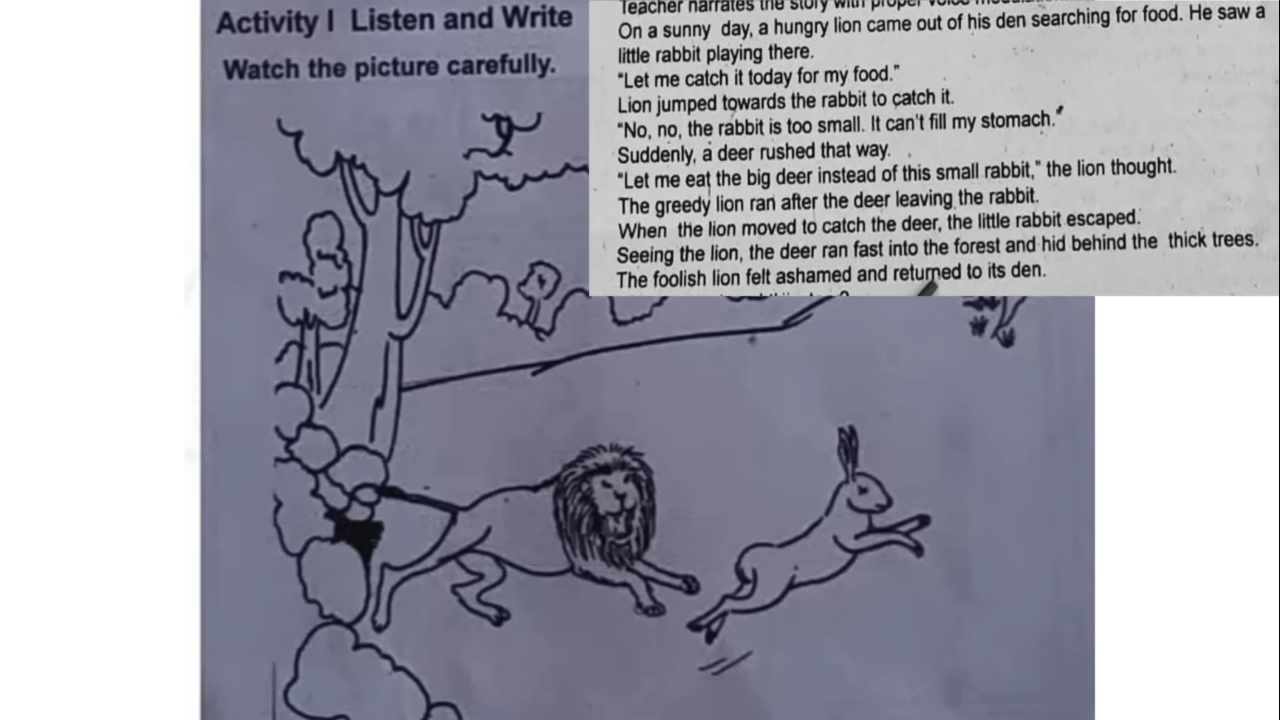 Activity I Listen and Write
Watch the picture carefully.
Teacher narrates the story with proper voice
On a sunny day, a hungry lion came out of his den searching for food. He saw a
little rabbit playing there.
“Let me catch it today for my food.”
Lion jumped towards the rabbit to catch it.
“No, no, the rabbit is too small. It can't fill my stomach.”
Suddenly, a deer rushed that way.
“Let me eat the big deer instead of this small rabbit,” the lion thought.
The greedy lion ran after the deer leaving the rabbit.
When the lion moved to catch the deer, the little rabbit escaped.
Seeing the lion, the deer ran fast into the forest and hid behind the thick trees.
The foolish lion felt ashamed and returned to its den.